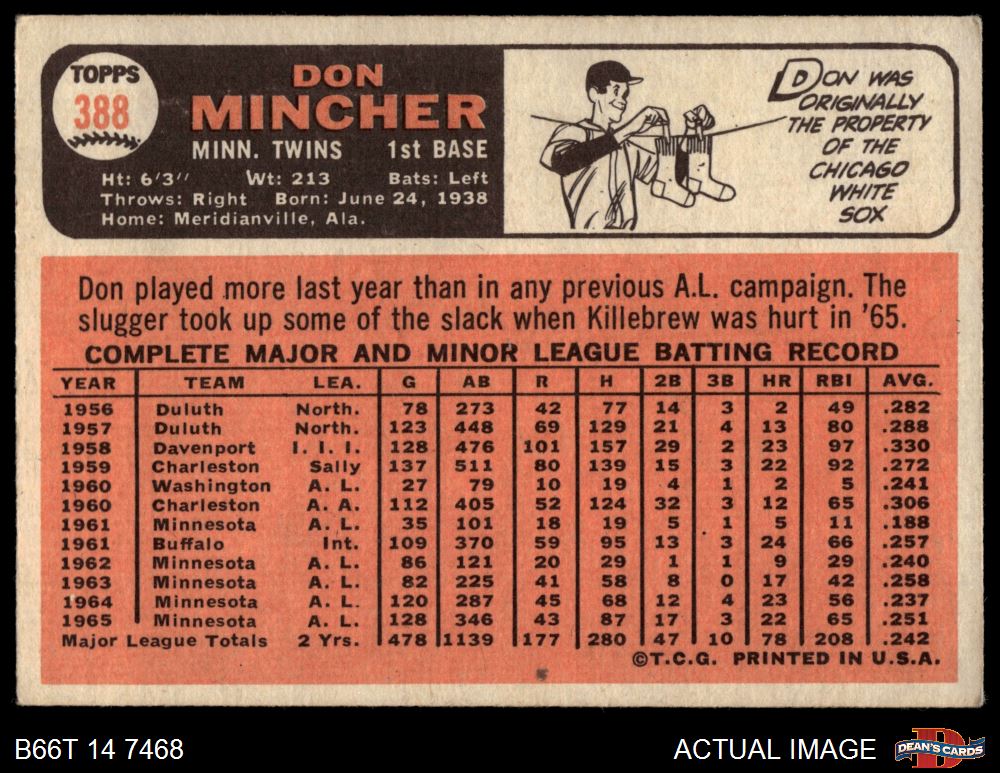 TOPPS
388
DON
MINCHER
MINN. TWINS 1st BASE
Ht: 6'3" Wt: 213 Bats: Left
Throws: Right Born: June 24, 1938
Home: Meridianville, Ala.
DON WAS
ORIGINALLY
THE PROPERTY
OF THE
CHICAGO
WHITE
SOX
Don played more last year than in any previous A.L. campaign. The
slugger took up some of the slack when Killebrew was hurt in '65.
COMPLETE MAJOR AND MINOR LEAGUE BATTING RECORD
YEAR TEAM LEA. G AB R H 2B 3B HR RBI AVG.
1956 Duluth North. 78 273 42 77 14 3 2 49 .282
1957 Duluth North. 123 448 69 129 21 4 13 80 .288
1958 Davenport I. I. I. 128 476 101 157 29 2 23 97 .330
1959 Charleston Sally 137 511 80 139 15 3 22 92 .272
1960 Washington A. L. 27 79 10 19 4 1 2 5 .241
1960 Charleston A. A. 112 405 52 124 32 3 12 65 .306
1961 Minnesota A. L. 35 101 18 19 5 1 5 11 .188
1961 Buffalo Int. 109 370 59 95 13 3 24 66 .257
1962 Minnesota A. L. 86 121 20 29 1 1 9 29 .240
1963 Minnesota A. L. 82 225 41 58 8 0 17 42 .258
1964 Minnesota A. L. 120 287 45 68 12 4 23 56 .237
1965 Minnesota A. L. 128 346 43 87 17 3 22 65 .251
Major League Totals 2 Yrs. 478 1139 177 280 47 10 78 208 .242
©T.C.G. PRINTED IN U.S.A.
B66T 14 7468 ACTUAL IMAGE
D
DEAN'S CARDS